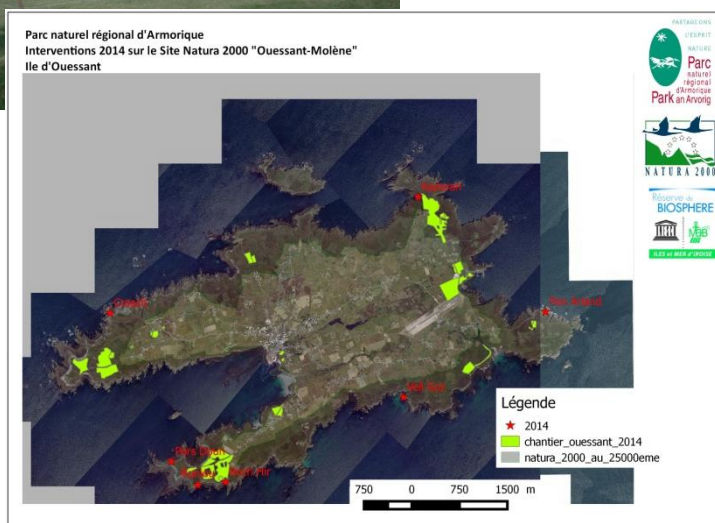 Parc naturel régional d'Armorique
Interventions 2014 sur le Site Natura 2000 "Ouessant-Molène"
Ile d'Ouessant
PARTAGEONS
L'ESPRIT
NATURE
Parc
naturel
régional
d'Armorique
Park an Arvorig
NATURA 2000
Réserve de
BIOSPHERE
UNESCO
MAB
ILES et MER d'IROISE
Légende
2014
chantier_ouessant_2014
natura_2000_au_25000eme
750 0 750 1500 m